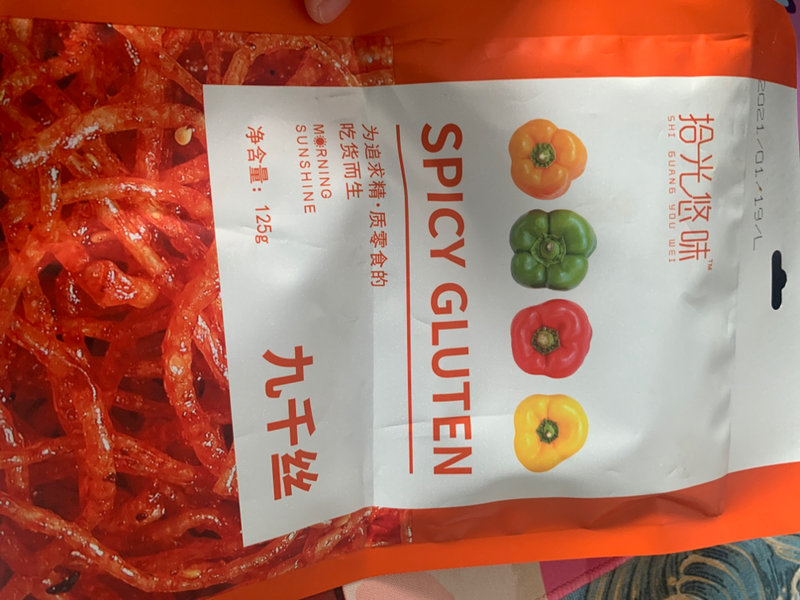 2021/01/19/L
拾光悠味™
SHI GUANG YOU WEI
SPICY GLUTEN
为追求精·质零食的
吃货而生
MORNING
SUNSHINE
九千丝
净含量：125g